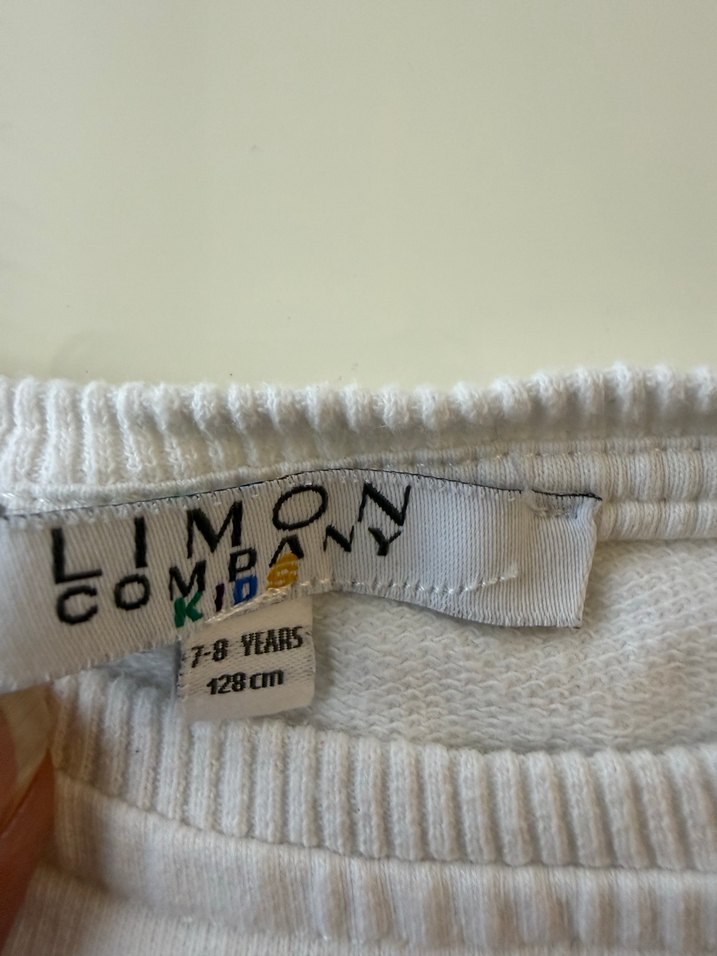 LIMON
COMPANY
KIDS
7-8 YEARS
128 cm